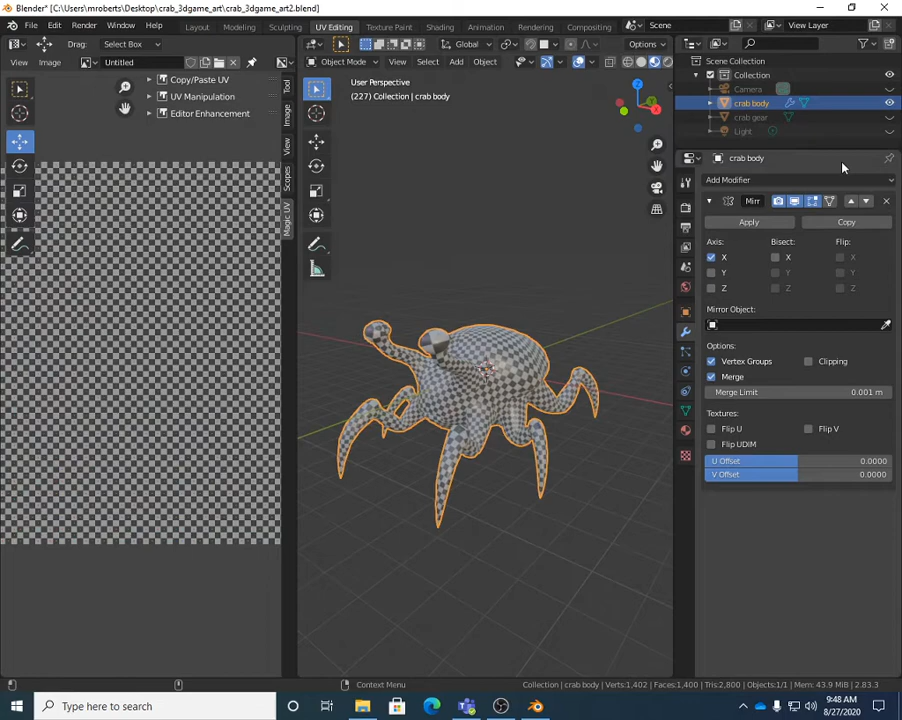 Blender* [C:\Users\mroberts\Desktop\crab_3dgame_art\crab_3dgame_art2.blend]
File Edit Render Window Help Layout Modeling Sculpting UV Editing Texture Paint Shading Animation Rendering Compositing Scene View Layer
Drag: Select Box Global Options
View Image Untitled Object Mode View Select Add Object
Scene Collection
Collection
Camera
crab body
crab gear
Light
Copy/Paste UV
UV Manipulation
Editor Enhancement
Tool
Image
View
Scopes
Magic UV
User Perspective
(227) Collection | crab body
X
Z
crab body
Add Modifier
Mirr
Apply Copy
Axis: Bisect: Flip:
X X X
Y Y Y
Z Z Z
Mirror Object:
Options:
Vertex Groups Clipping
Merge
Merge Limit 0.001 m
Textures:
Flip U Flip V
Flip UDIM
U Offset 0.0000
V Offset 0.0000
Context Menu
Collection | crab body | Verts:1,402 | Faces:1,400 | Tris:2,800 | Objects:1/1 | Mem: 43.9 MiB | 2.83.3
Type here to search
9:48 AM
8/27/2020